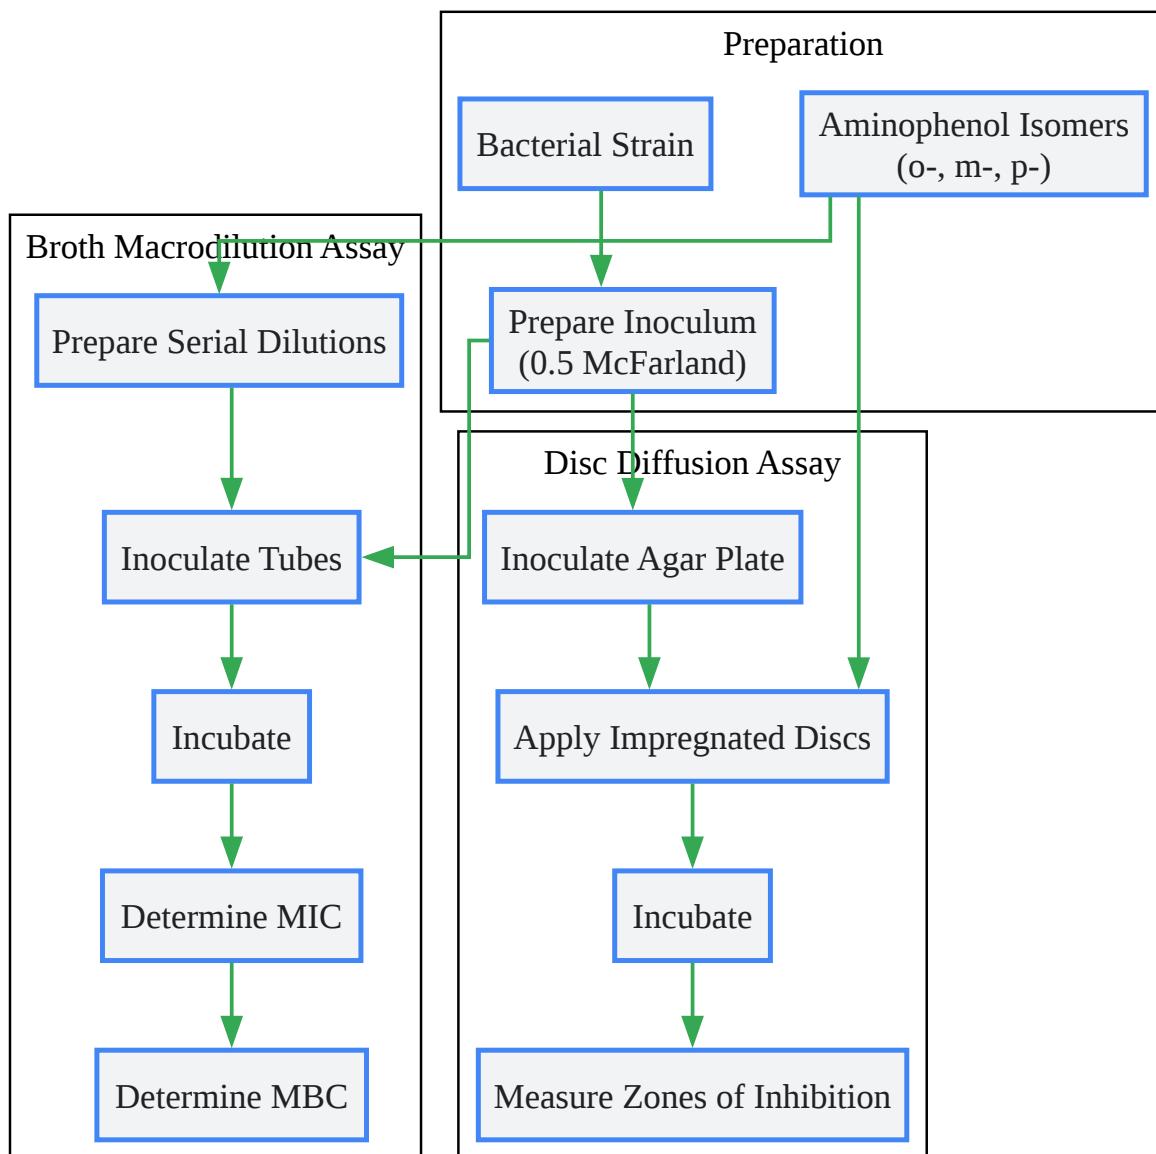 Preparation
Bacterial Strain
Aminophenol Isomers
(o-, m-, p-)
Prepare Inoculum
(0.5 McFarland)
Broth Macrodilution Assay
Prepare Serial Dilutions
Inoculate Tubes
Incubate
Determine MIC
Determine MBC
Disc Diffusion Assay
Inoculate Agar Plate
Apply Impregnated Discs
Incubate
Measure Zones of Inhibition